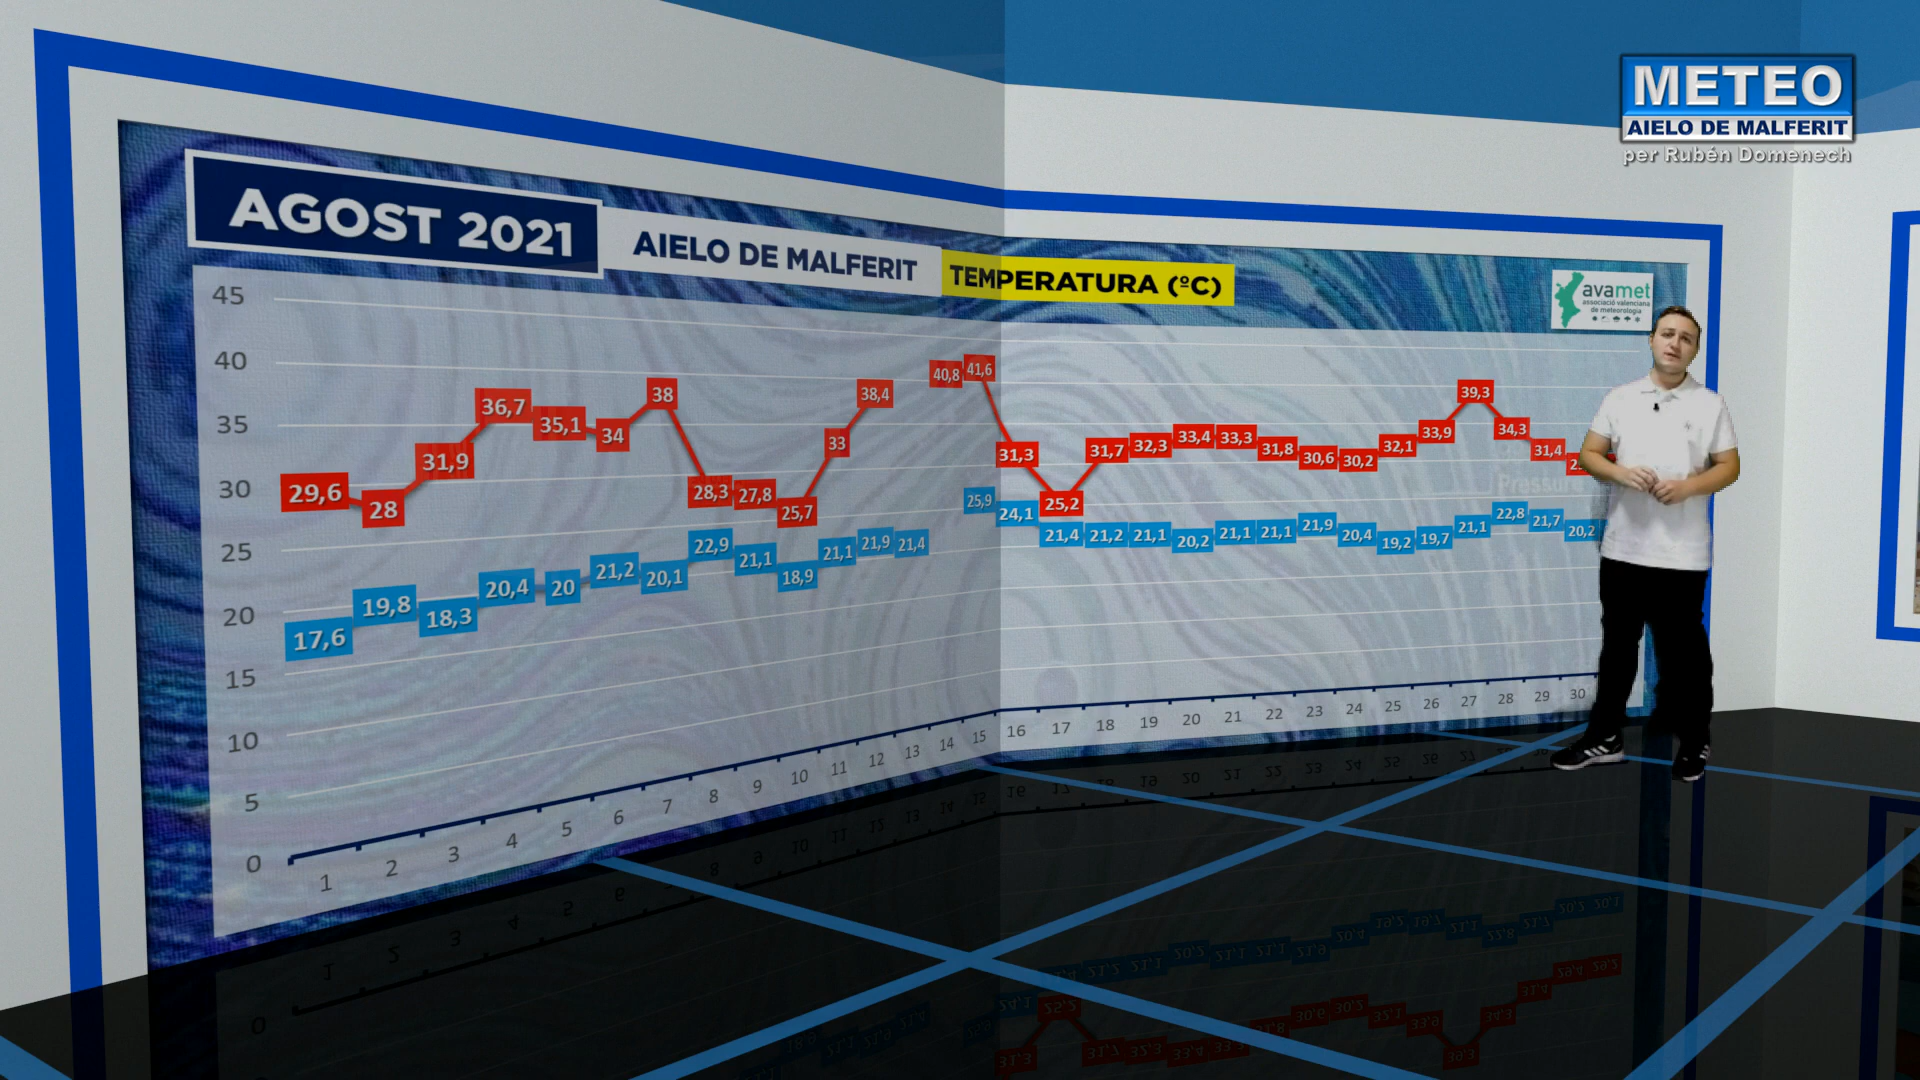 METEO
AIELO DE MALFERIT
per Rubén Domenech
AGOST 2021
AIELO DE MALFERIT
TEMPERATURA (ºC)
avamet
associació valenciana
de meteorologia
45
40
35
30
25
20
15
10
5
0
29,6 28 31,9 36,7 35,1 34 38 28,3 27,8 25,7 33 38,4 40,8 41,6 31,3 25,2 31,7 32,3 33,4 33,3 31,8 30,6 30,2 32,1 33,9 39,3 34,3 31,4
Pressure
17,6 19,8 18,3 20,4 20 21,2 20,1 22,9 21,1 18,9 21,1 21,9 21,4 25,9 24,1 21,4 21,2 21,1 20,2 21,1 21,1 21,9 20,4 19,2 19,7 21,1 22,8 21,7 20,2
1 2 3 4 5 6 7 8 9 10 11 12 13 14 15 16 17 18 19 20 21 22 23 24 25 26 27 28 29 30